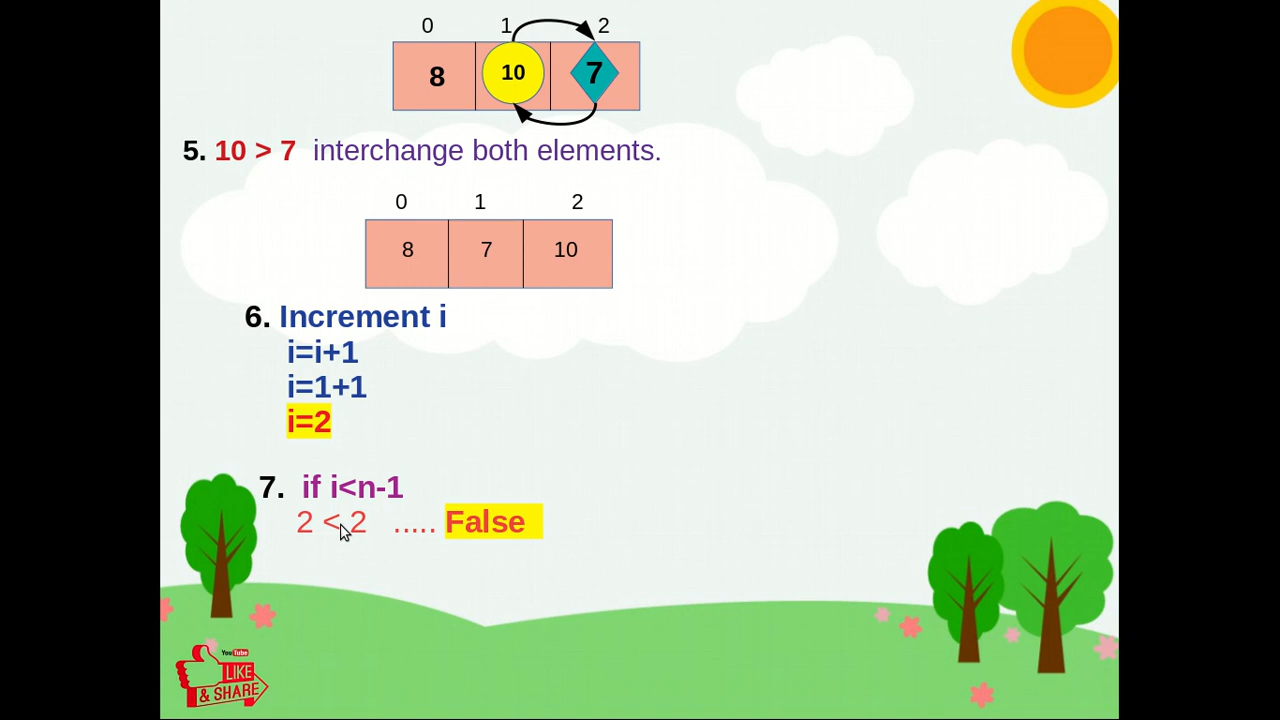 0 1 2
8 10 7
5. 10 > 7 interchange both elements.
0 1 2
8 7 10
6. Increment i
i=i+1
i=1+1
i=2
7. if i<n-1
2 < 2 ..... False
YouTube
LIKE
& SHARE